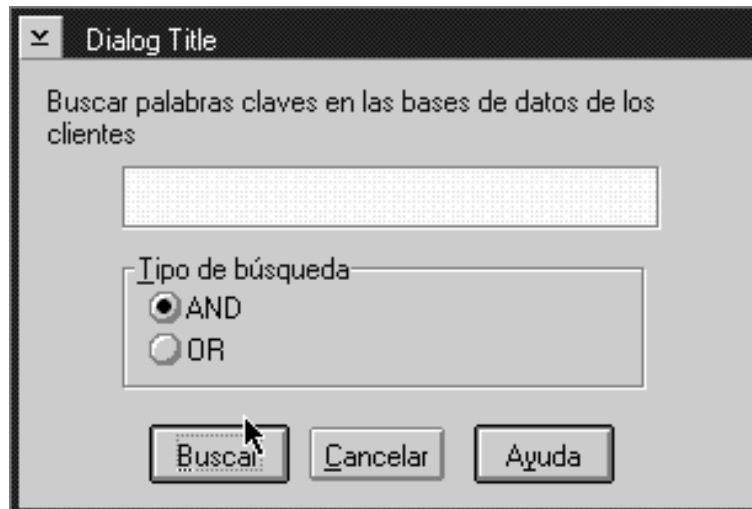 Dialog Title
Buscar palabras claves en las bases de datos de los
clientes
Tipo de búsqueda
AND
OR
Buscar Cancelar Ayuda